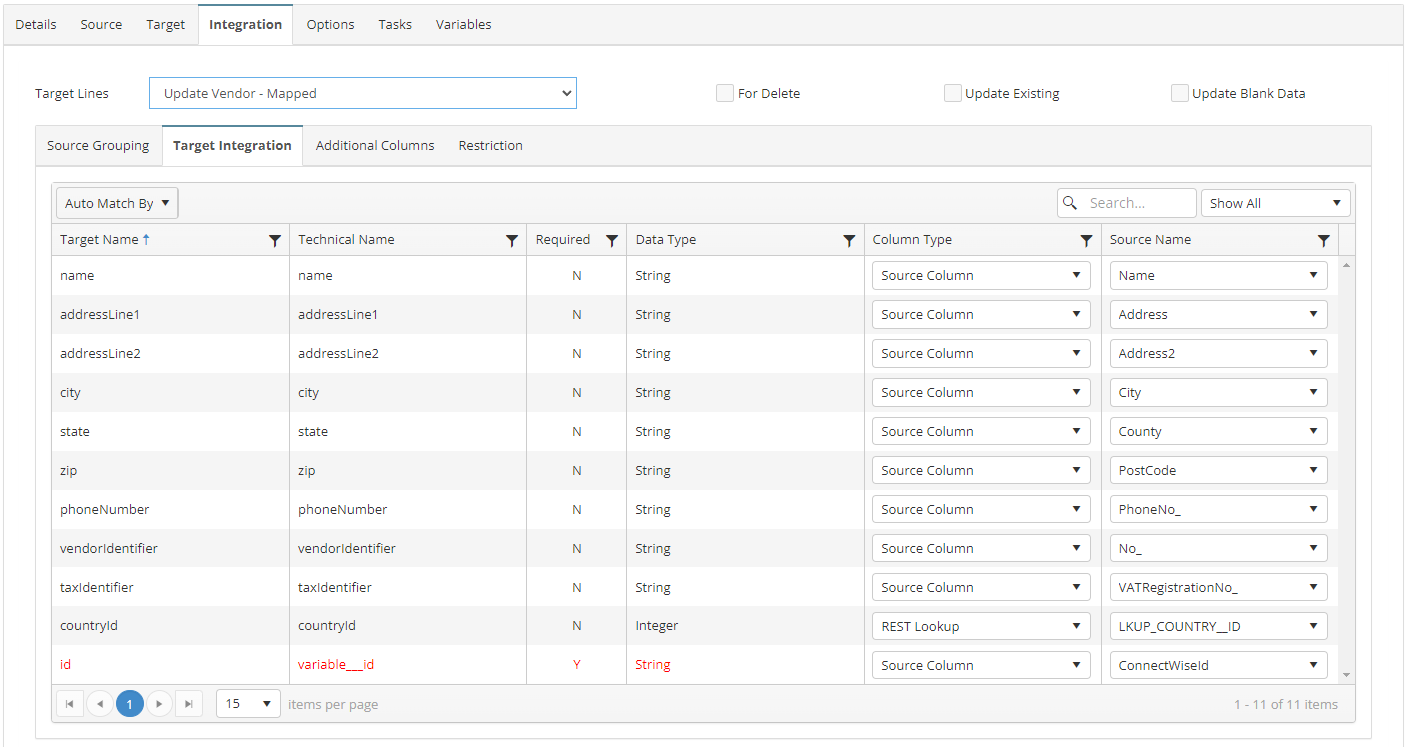 Details Source Target Integration Options Tasks Variables
Target Lines Update Vendor - Mapped For Delete Update Existing Update Blank Data
Source Grouping Target Integration Additional Columns Restriction
Auto Match By Search... Show All
Target Name Technical Name Required Data Type Column Type Source Name
name name N String Source Column Name
addressLine1 addressLine1 N String Source Column Address
addressLine2 addressLine2 N String Source Column Address2
city city N String Source Column City
state state N String Source Column County
zip zip N String Source Column PostCode
phoneNumber phoneNumber N String Source Column PhoneNo_
vendorIdentifier vendorIdentifier N String Source Column No_
taxIdentifier taxIdentifier N String Source Column VATRegistrationNo_
countryId countryId N Integer REST Lookup LKUP_COUNTRY__ID
id variable___id Y String Source Column ConnectWiseId
1 15 items per page 1 - 11 of 11 items